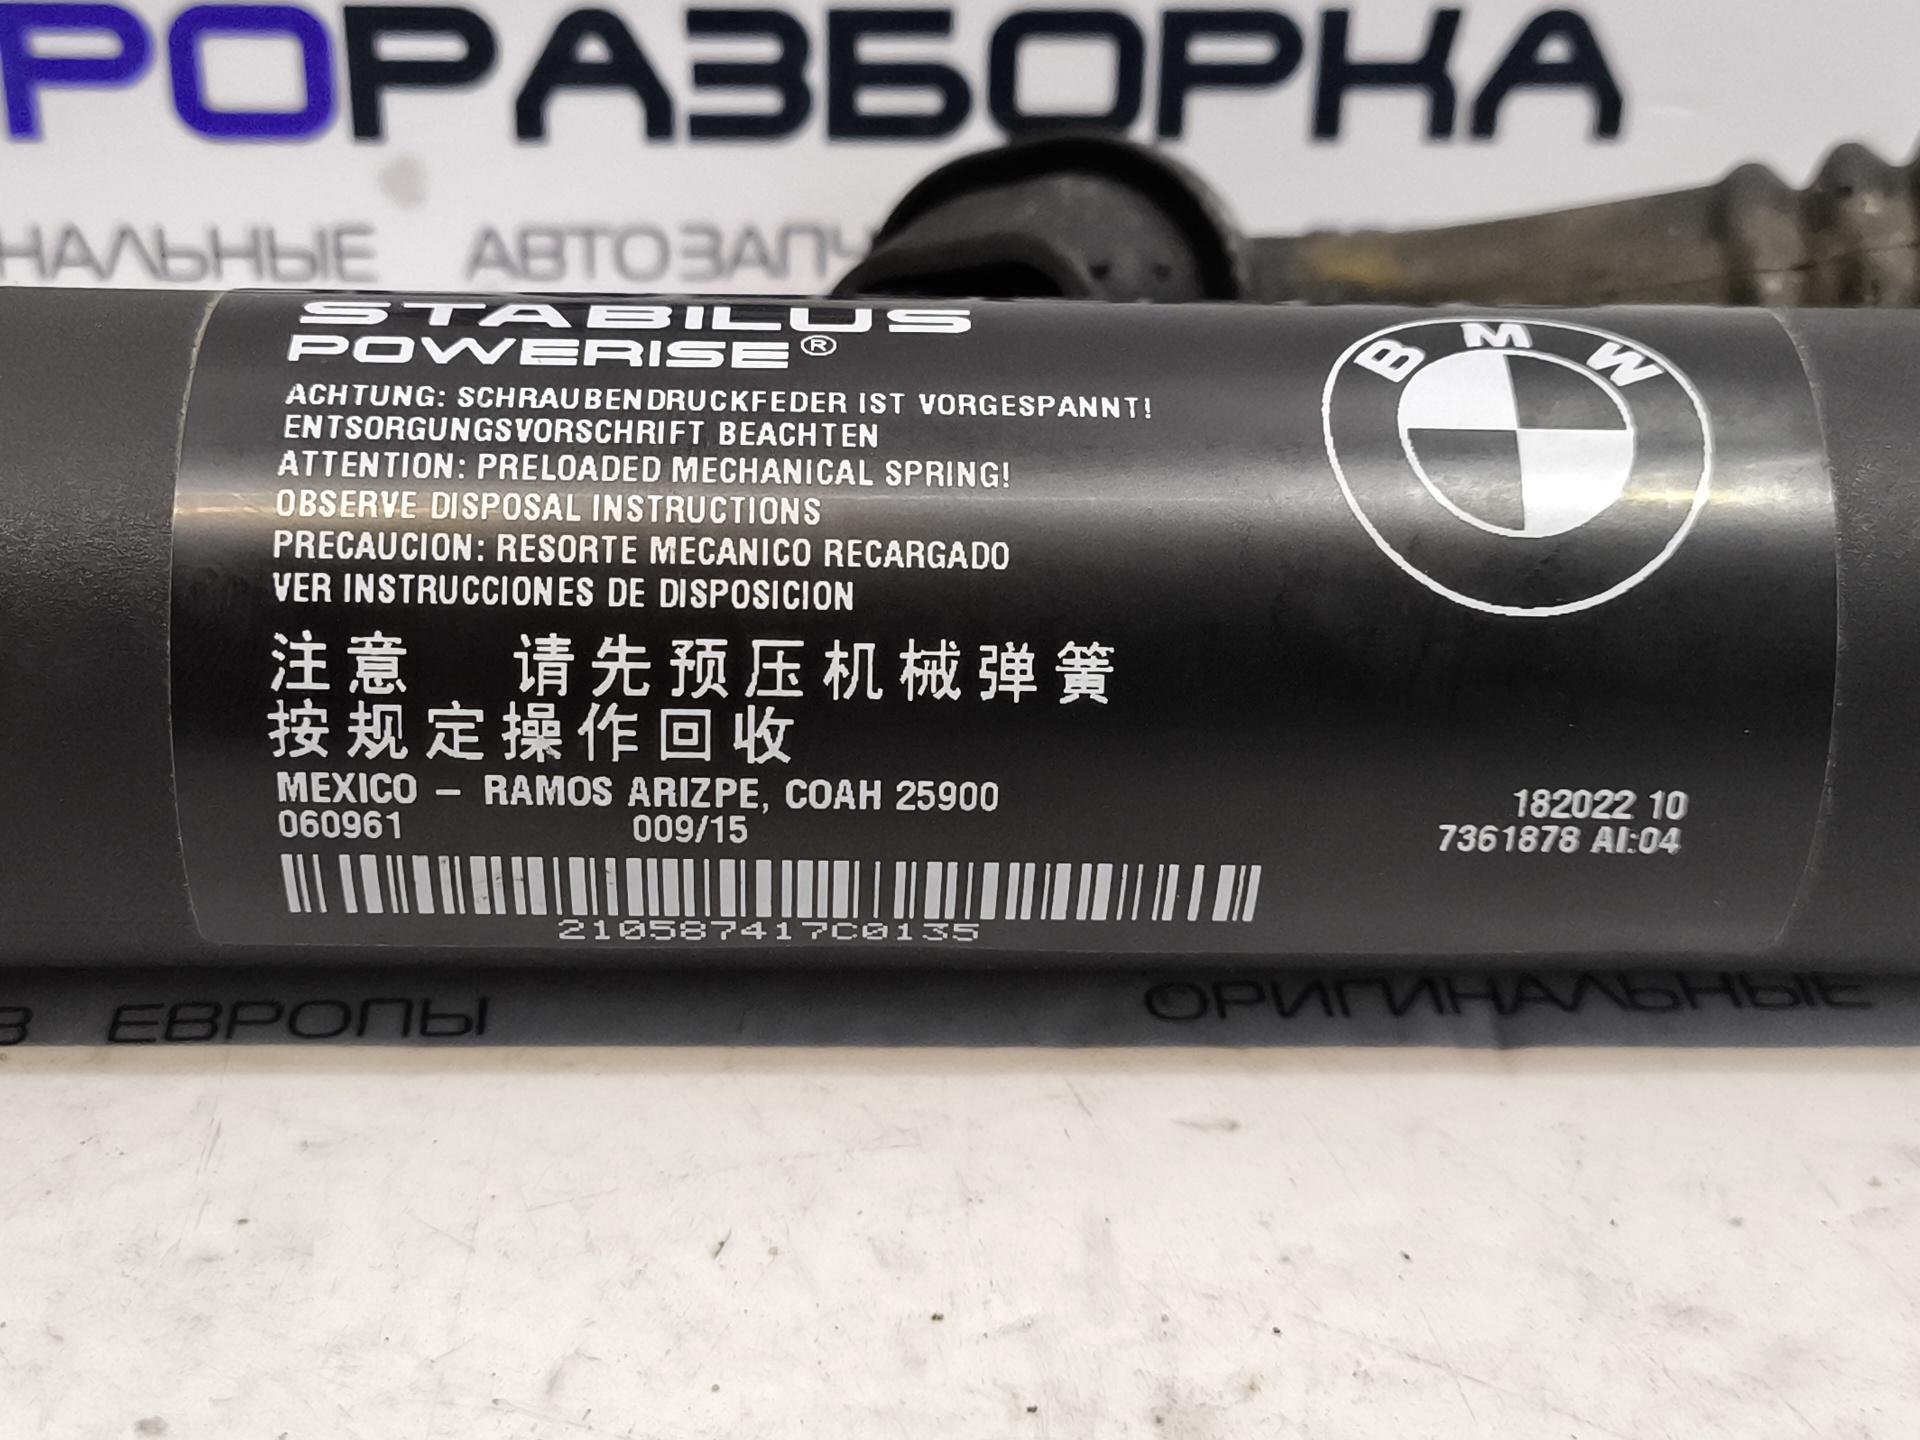 РОРАЗБОРКА
НАЛЬНЫЕ АВТОЗАПЧ
STABILUS
POWERISE®
BMW
ACHTUNG: SCHRAUBENDRUCKFEDER IST VORGESPANNT!
ENTSORGUNGSVORSCHRIFT BEACHTEN
ATTENTION: PRELOADED MECHANICAL SPRING!
OBSERVE DISPOSAL INSTRUCTIONS
PRECAUCION: RESORTE MECANICO RECARGADO
VER INSTRUCCIONES DE DISPOSICION
注意 请先预压机械弹簧
按规定操作回收
MEXICO – RAMOS ARIZPE, COAH 25900
060961 009/15
182022 10
7361878 AI:04
210587417C0135
ИЗ ЕВРОПЫ ОРИГИНАЛЬНЫЕ